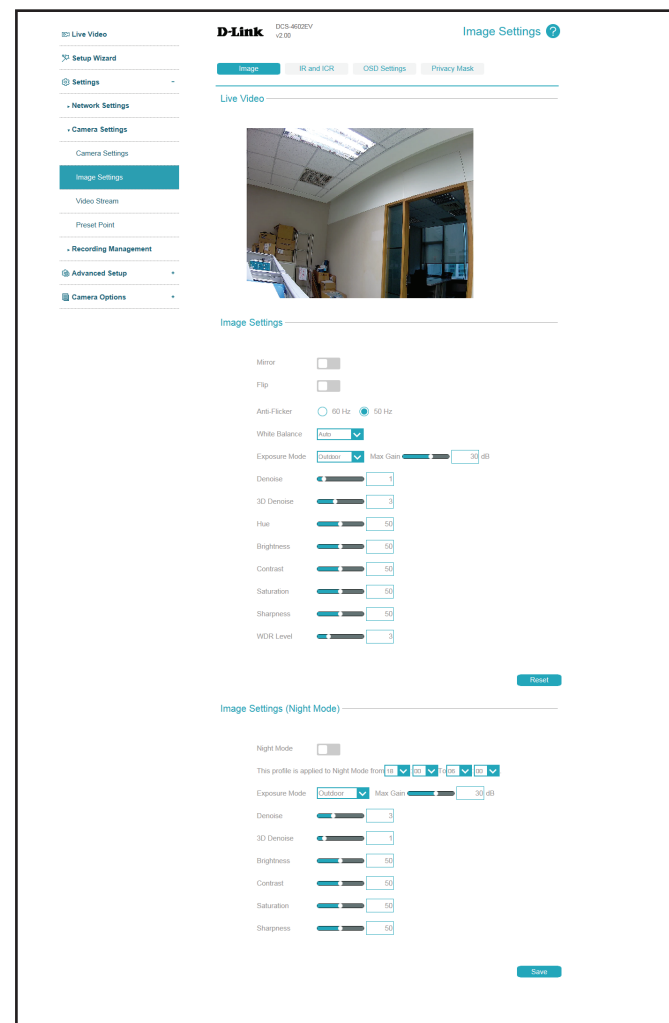 Live Video
Setup Wizard
Settings -
Network Settings
Camera Settings
Camera Settings
Image Settings
Video Stream
Preset Point
Recording Management
Advanced Setup +
Camera Options +
D-Link DCS-4602EV
v2.00
Image Settings ?
Image IR and ICR OSD Settings Privacy Mask
Live Video
Image Settings
Mirror
Flip
Anti-Flicker 60 Hz 50 Hz
White Balance Auto
Exposure Mode Outdoor Max Gain 30 dB
Denoise 1
3D Denoise 3
Hue 50
Brightness 50
Contrast 50
Saturation 50
Sharpness 50
WDR Level 3
Reset
Image Settings (Night Mode)
Night Mode
This profile is applied to Night Mode from 18 00 To 06 00
Exposure Mode Outdoor Max Gain 30 dB
Denoise 3
3D Denoise 1
Brightness 50
Contrast 50
Saturation 50
Sharpness 50
Save